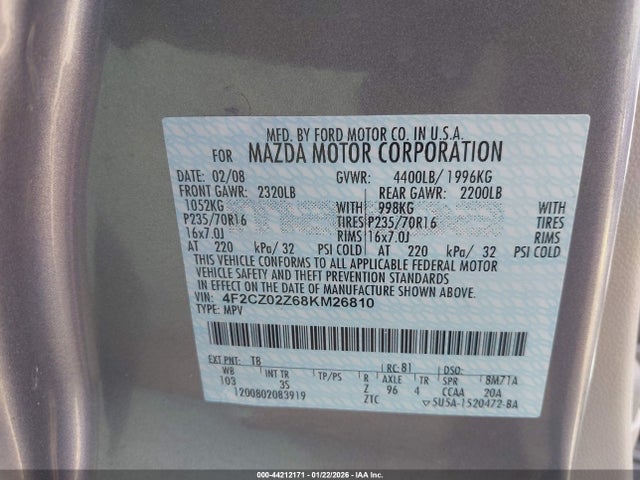 MFD. BY FORD MOTOR CO. IN U.S.A.
FOR MAZDA MOTOR CORPORATION
DATE: 02/08 GVWR: 4400LB/1996KG
FRONT GAWR: 2320LB REAR GAWR: 2200LB
1052KG WITH 998KG WITH
P235/70R16 TIRES P235/70R16 TIRES
16x7.0J RIMS 16x7.0J RIMS
AT 220 kPa/ 32 PSI COLD AT 220 kPa/ 32 PSI COLD
THIS VEHICLE CONFORMS TO ALL APPLICABLE FEDERAL MOTOR
VEHICLE SAFETY AND THEFT PREVENTION STANDARDS IN
EFFECT ON THE DATE OF MANUFACTURE SHOWN ABOVE.
VIN: 4F2CZ02Z68KM26810
TYPE: MPV
EXT PNT: TB RC: 81 DSO:
WB INT TR TP/PS R AXLE TR SPR 8M71A
103 3S Z 96 4 CCAA 20A
1200802083919 ZTC 5U5A-1520472-BA
000-44212171 | 01/22/2026 - IAA Inc.